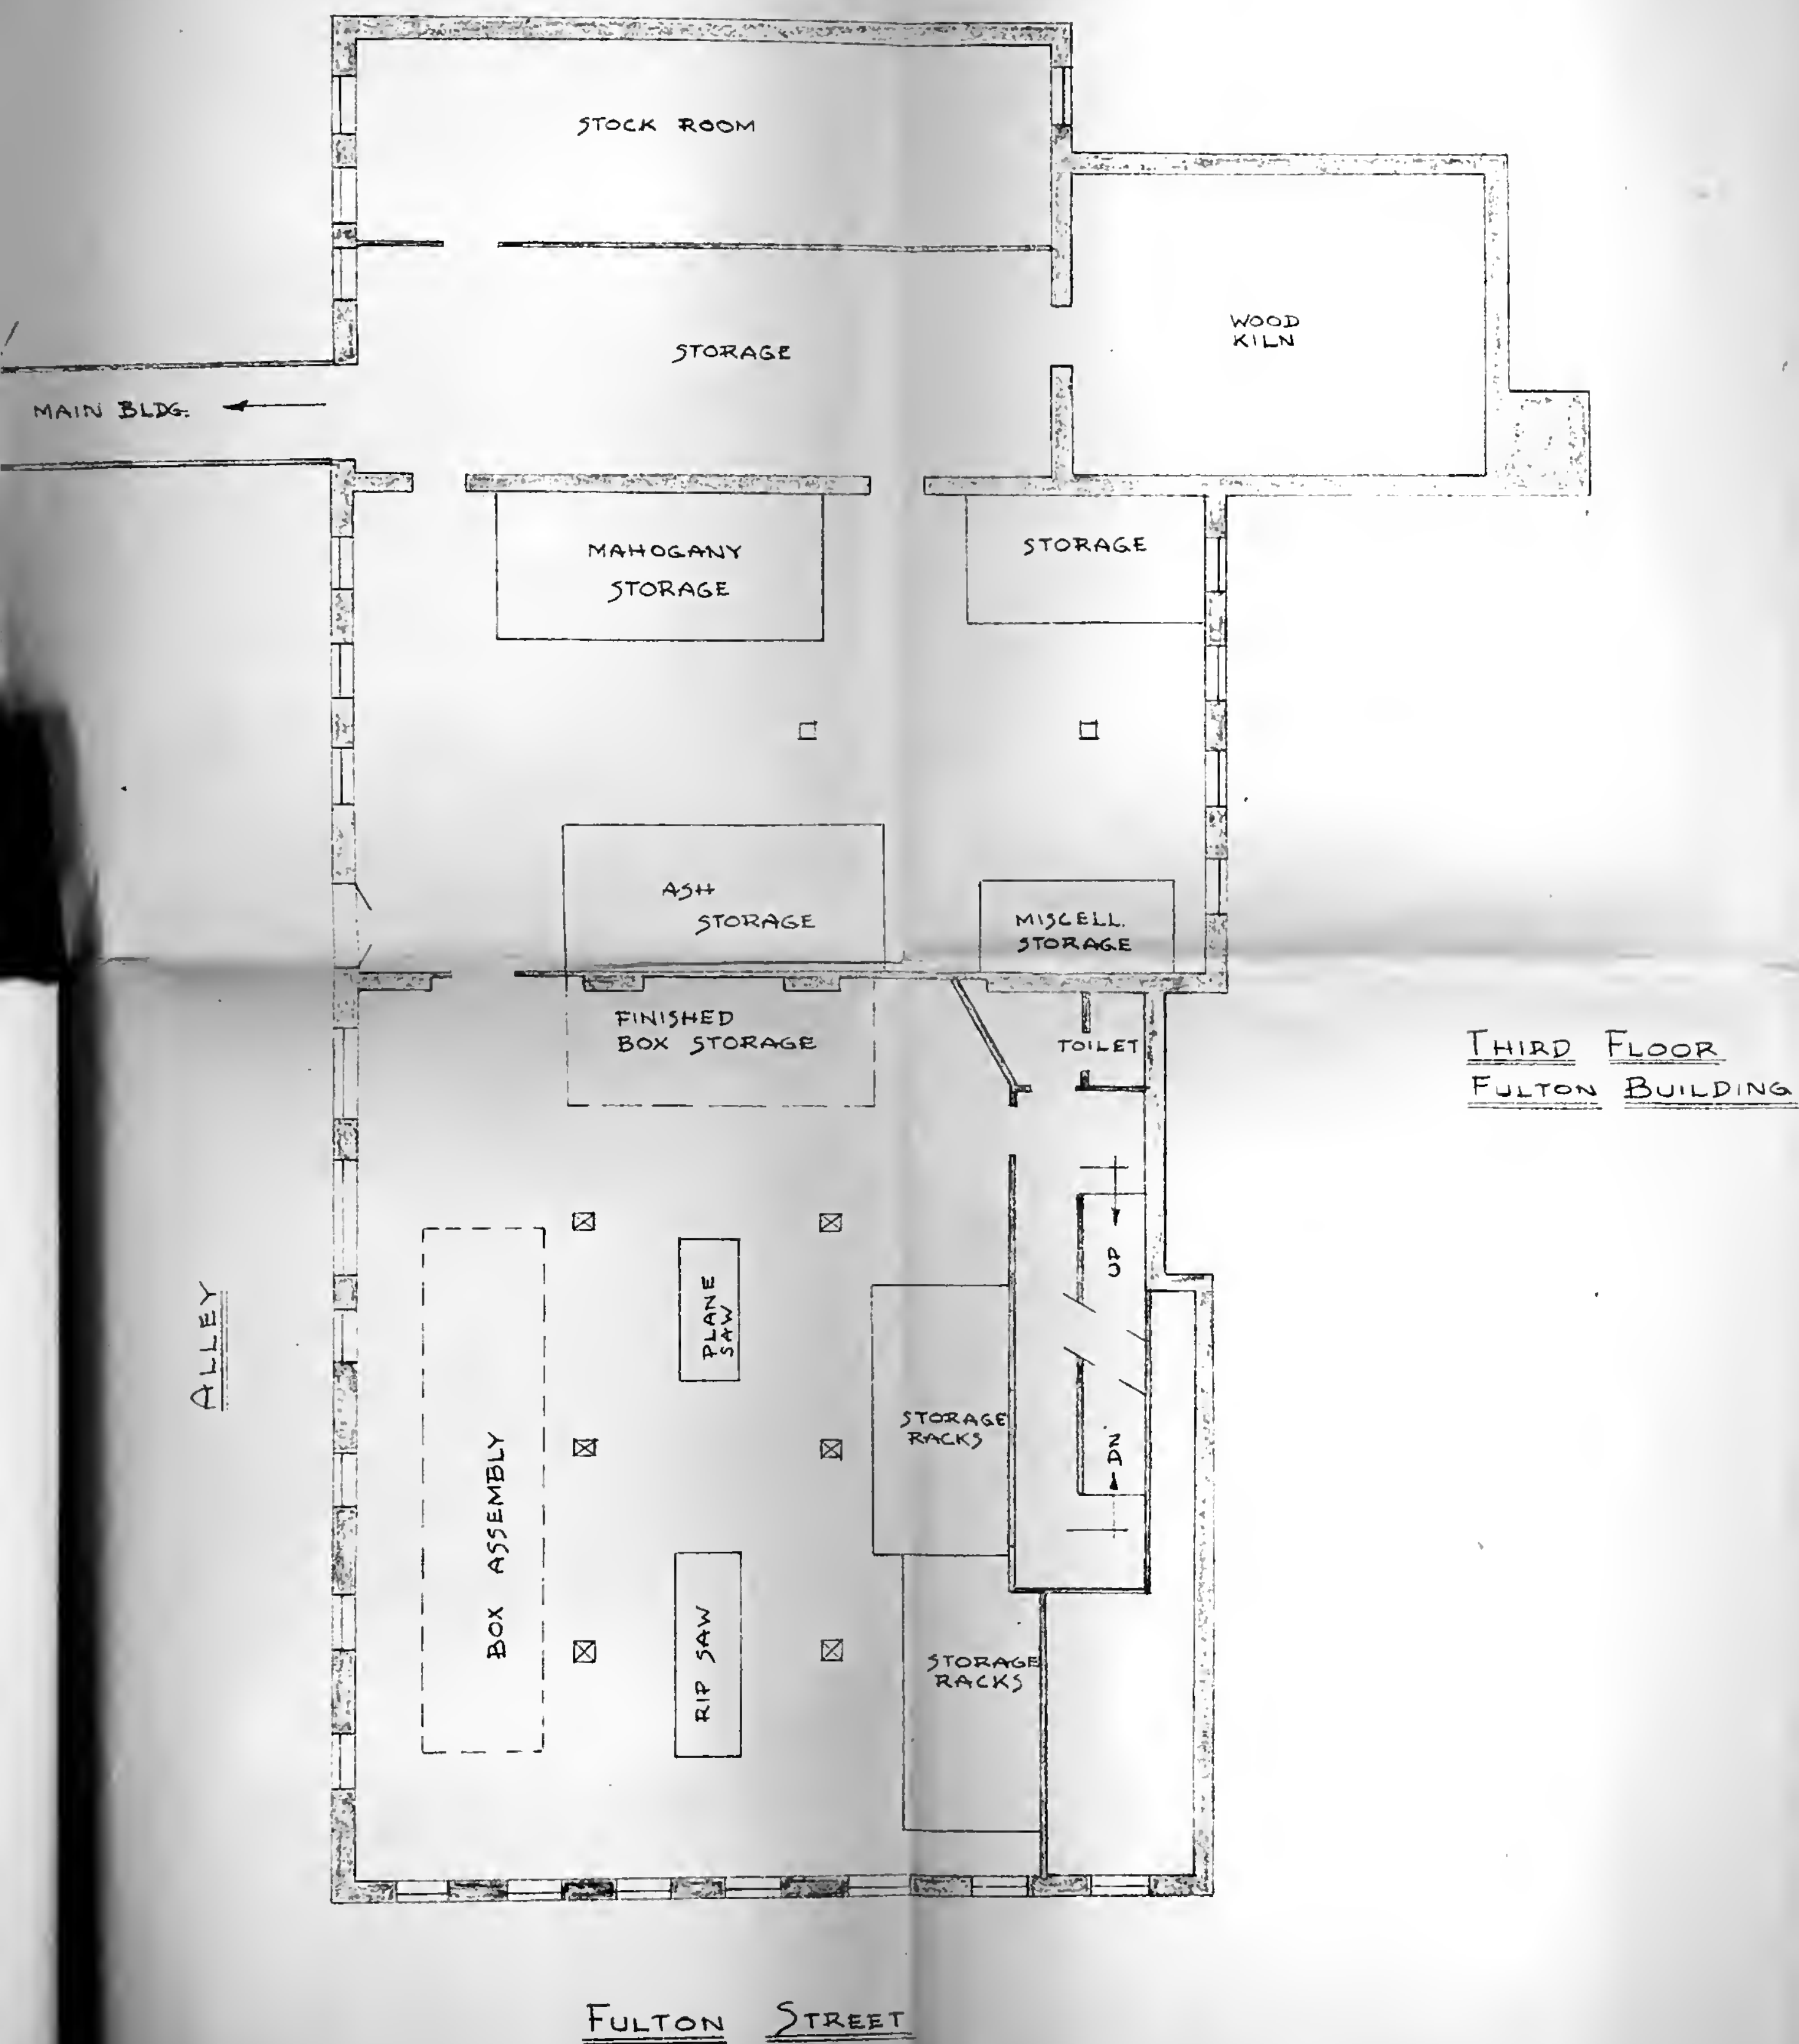 STOCK ROOM
WOOD
KILN
STORAGE
MAIN BLDG.
MAHOGANY
STORAGE
STORAGE
ASH
STORAGE
MISCELL.
STORAGE
FINISHED
BOX STORAGE
TOILET
THIRD FLOOR
FULTON BUILDING
UP
PLANE
SAW
ALLEY
STORAGE
RACKS
DN
BOX ASSEMBLY
RIP SAW
STORAGE
RACKS
FULTON STREET